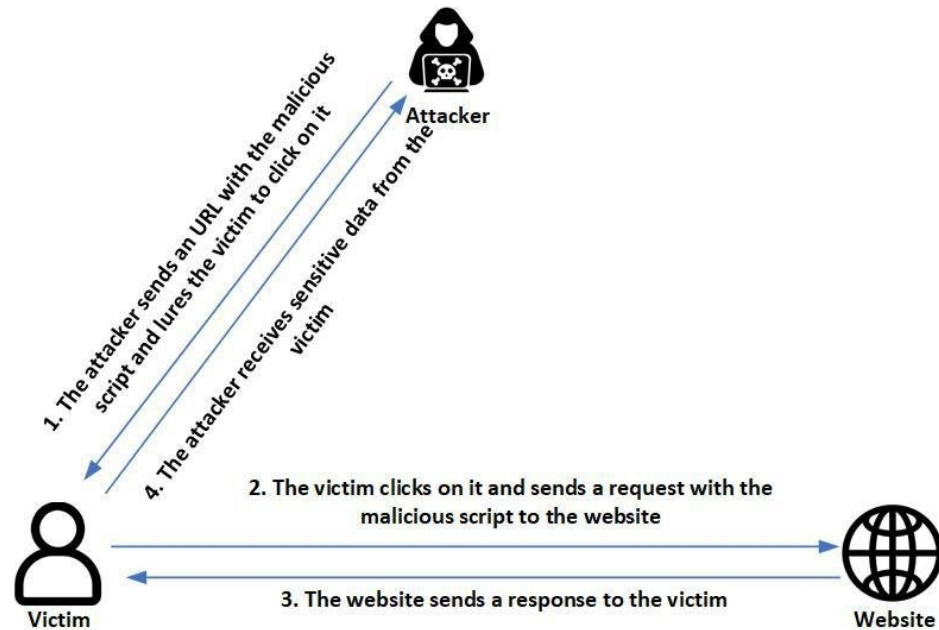 Attacker
1. The attacker sends an URL with the malicious
script and lures the victim to click on it
4. The attacker receives sensitive data from the
victim
2. The victim clicks on it and sends a request with the
malicious script to the website
3. The website sends a response to the victim
Victim
Website